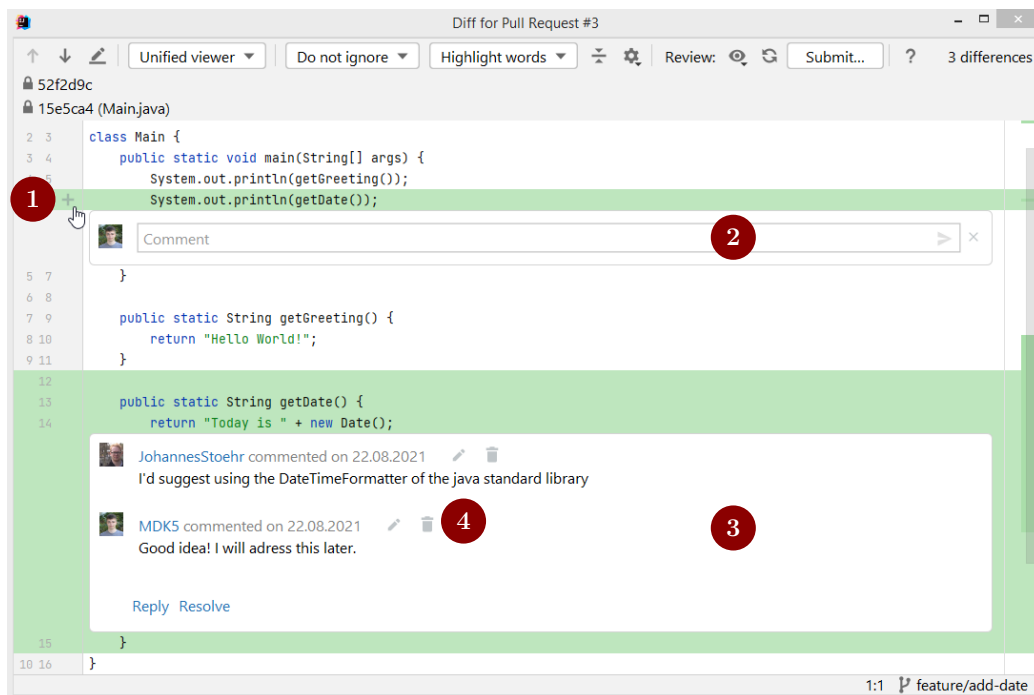 Diff for Pull Request #3
Unified viewer Do not ignore Highlight words Review: Submit... ? 3 differences
52f2d9c
15e5ca4 (Main.java)
2 3 class Main {
3 4 public static void main(String[] args) {
5 System.out.println(getGreeting());
1 + System.out.println(getDate());
Comment 2
5 7 }
6 8
7 9 public static String getGreeting() {
8 10 return "Hello World!";
9 11 }
12
13 public static String getDate() {
14 return "Today is " + new Date();
JohannesStoehr commented on 22.08.2021
I'd suggest using the DateTimeFormatter of the java standard library
MDK5 commented on 22.08.2021 4 3
Good idea! I will adress this later.
Reply Resolve
15 }
10 16 }
1:1 feature/add-date